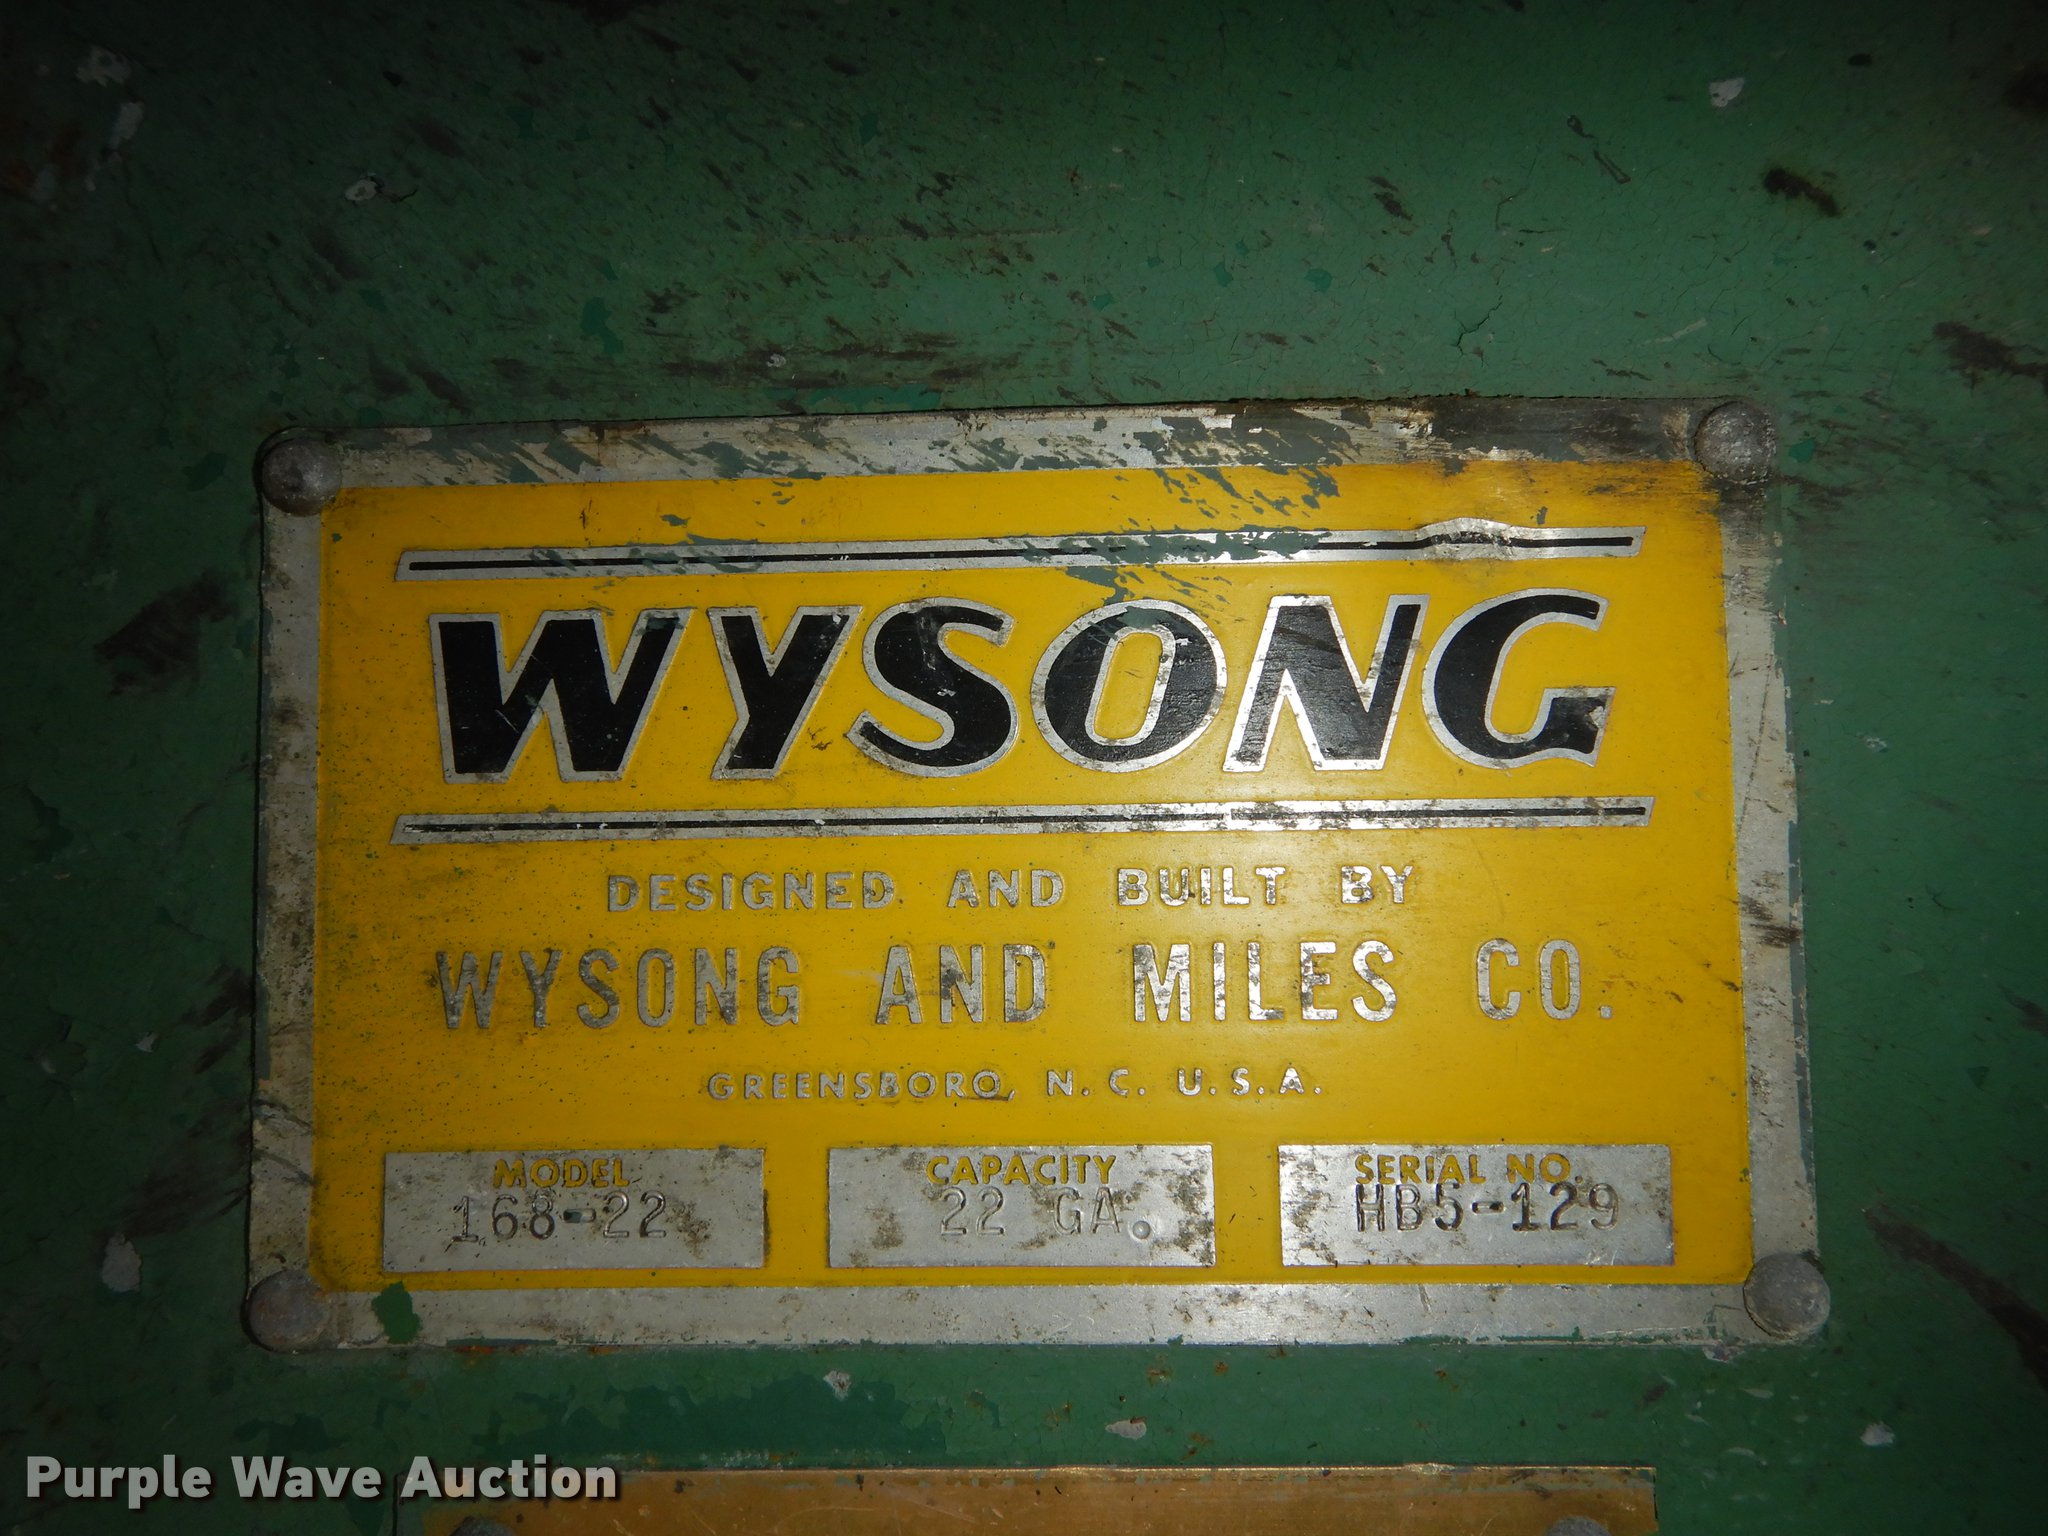 WYSONG
DESIGNED AND BUILT BY
WYSONG AND MILES CO.
GREENSBORO, N.C. U.S.A.
MODEL
168-22
CAPACITY
22 GA.
SERIAL NO.
HB5-129
Purple Wave Auction